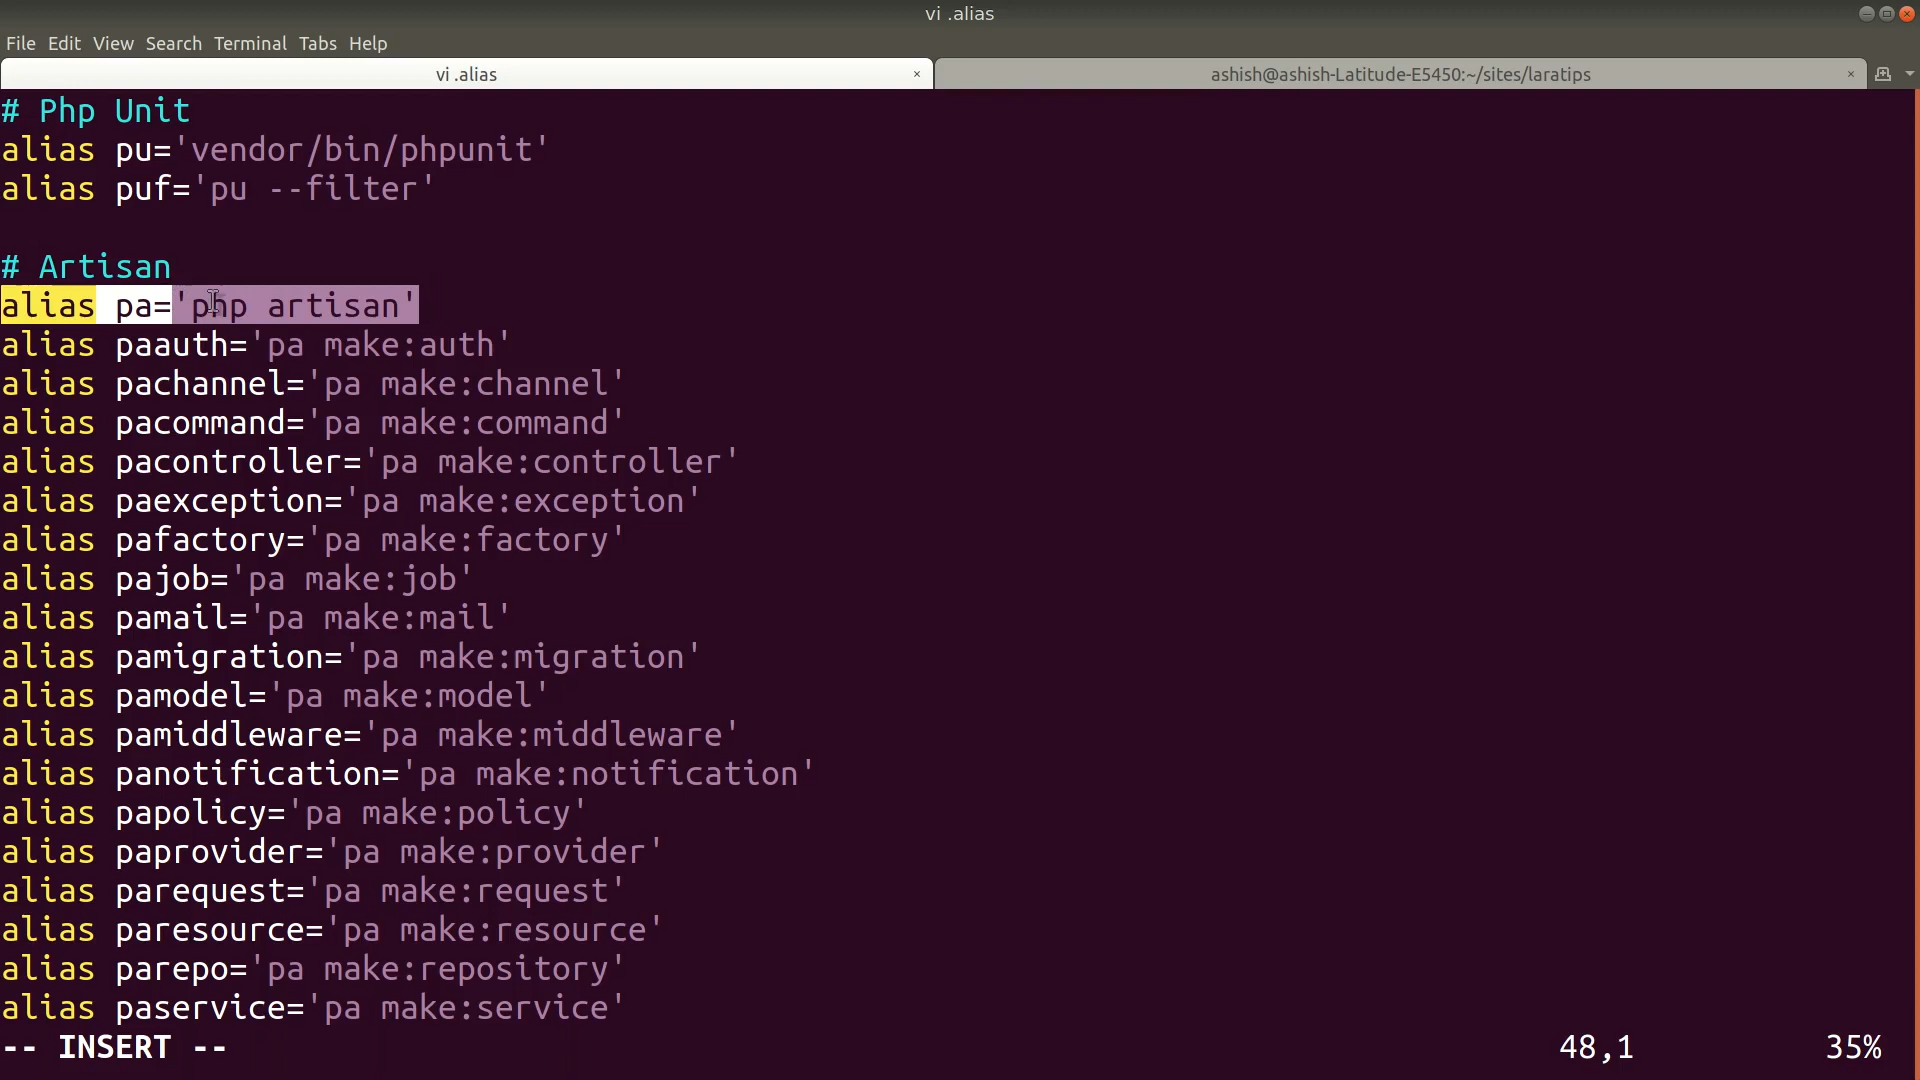 vi .alias
File Edit View Search Terminal Tabs Help
vi .alias × ashish@ashish-Latitude-E5450:~/sites/laratips ×
# Php Unit
alias pu='vendor/bin/phpunit'
alias puf='pu --filter'
# Artisan
alias pa='php artisan'
alias paauth='pa make:auth'
alias pachannel='pa make:channel'
alias pacommand='pa make:command'
alias pacontroller='pa make:controller'
alias paexception='pa make:exception'
alias pafactory='pa make:factory'
alias pajob='pa make:job'
alias pamail='pa make:mail'
alias pamigration='pa make:migration'
alias pamodel='pa make:model'
alias pamiddleware='pa make:middleware'
alias panotification='pa make:notification'
alias papolicy='pa make:policy'
alias paprovider='pa make:provider'
alias parequest='pa make:request'
alias paresource='pa make:resource'
alias parepo='pa make:repository'
alias paservice='pa make:service'
-- INSERT -- 48,1 35%